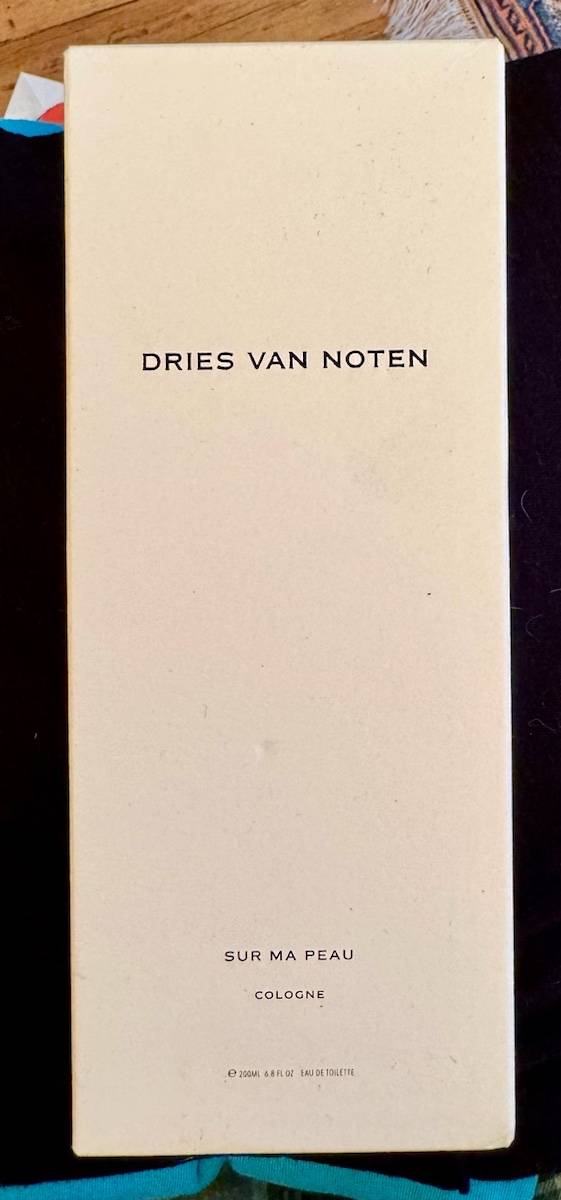 DRIES VAN NOTEN
SUR MA PEAU
COLOGNE
℮ 200ML 6.8 FL OZ EAU DE TOILETTE